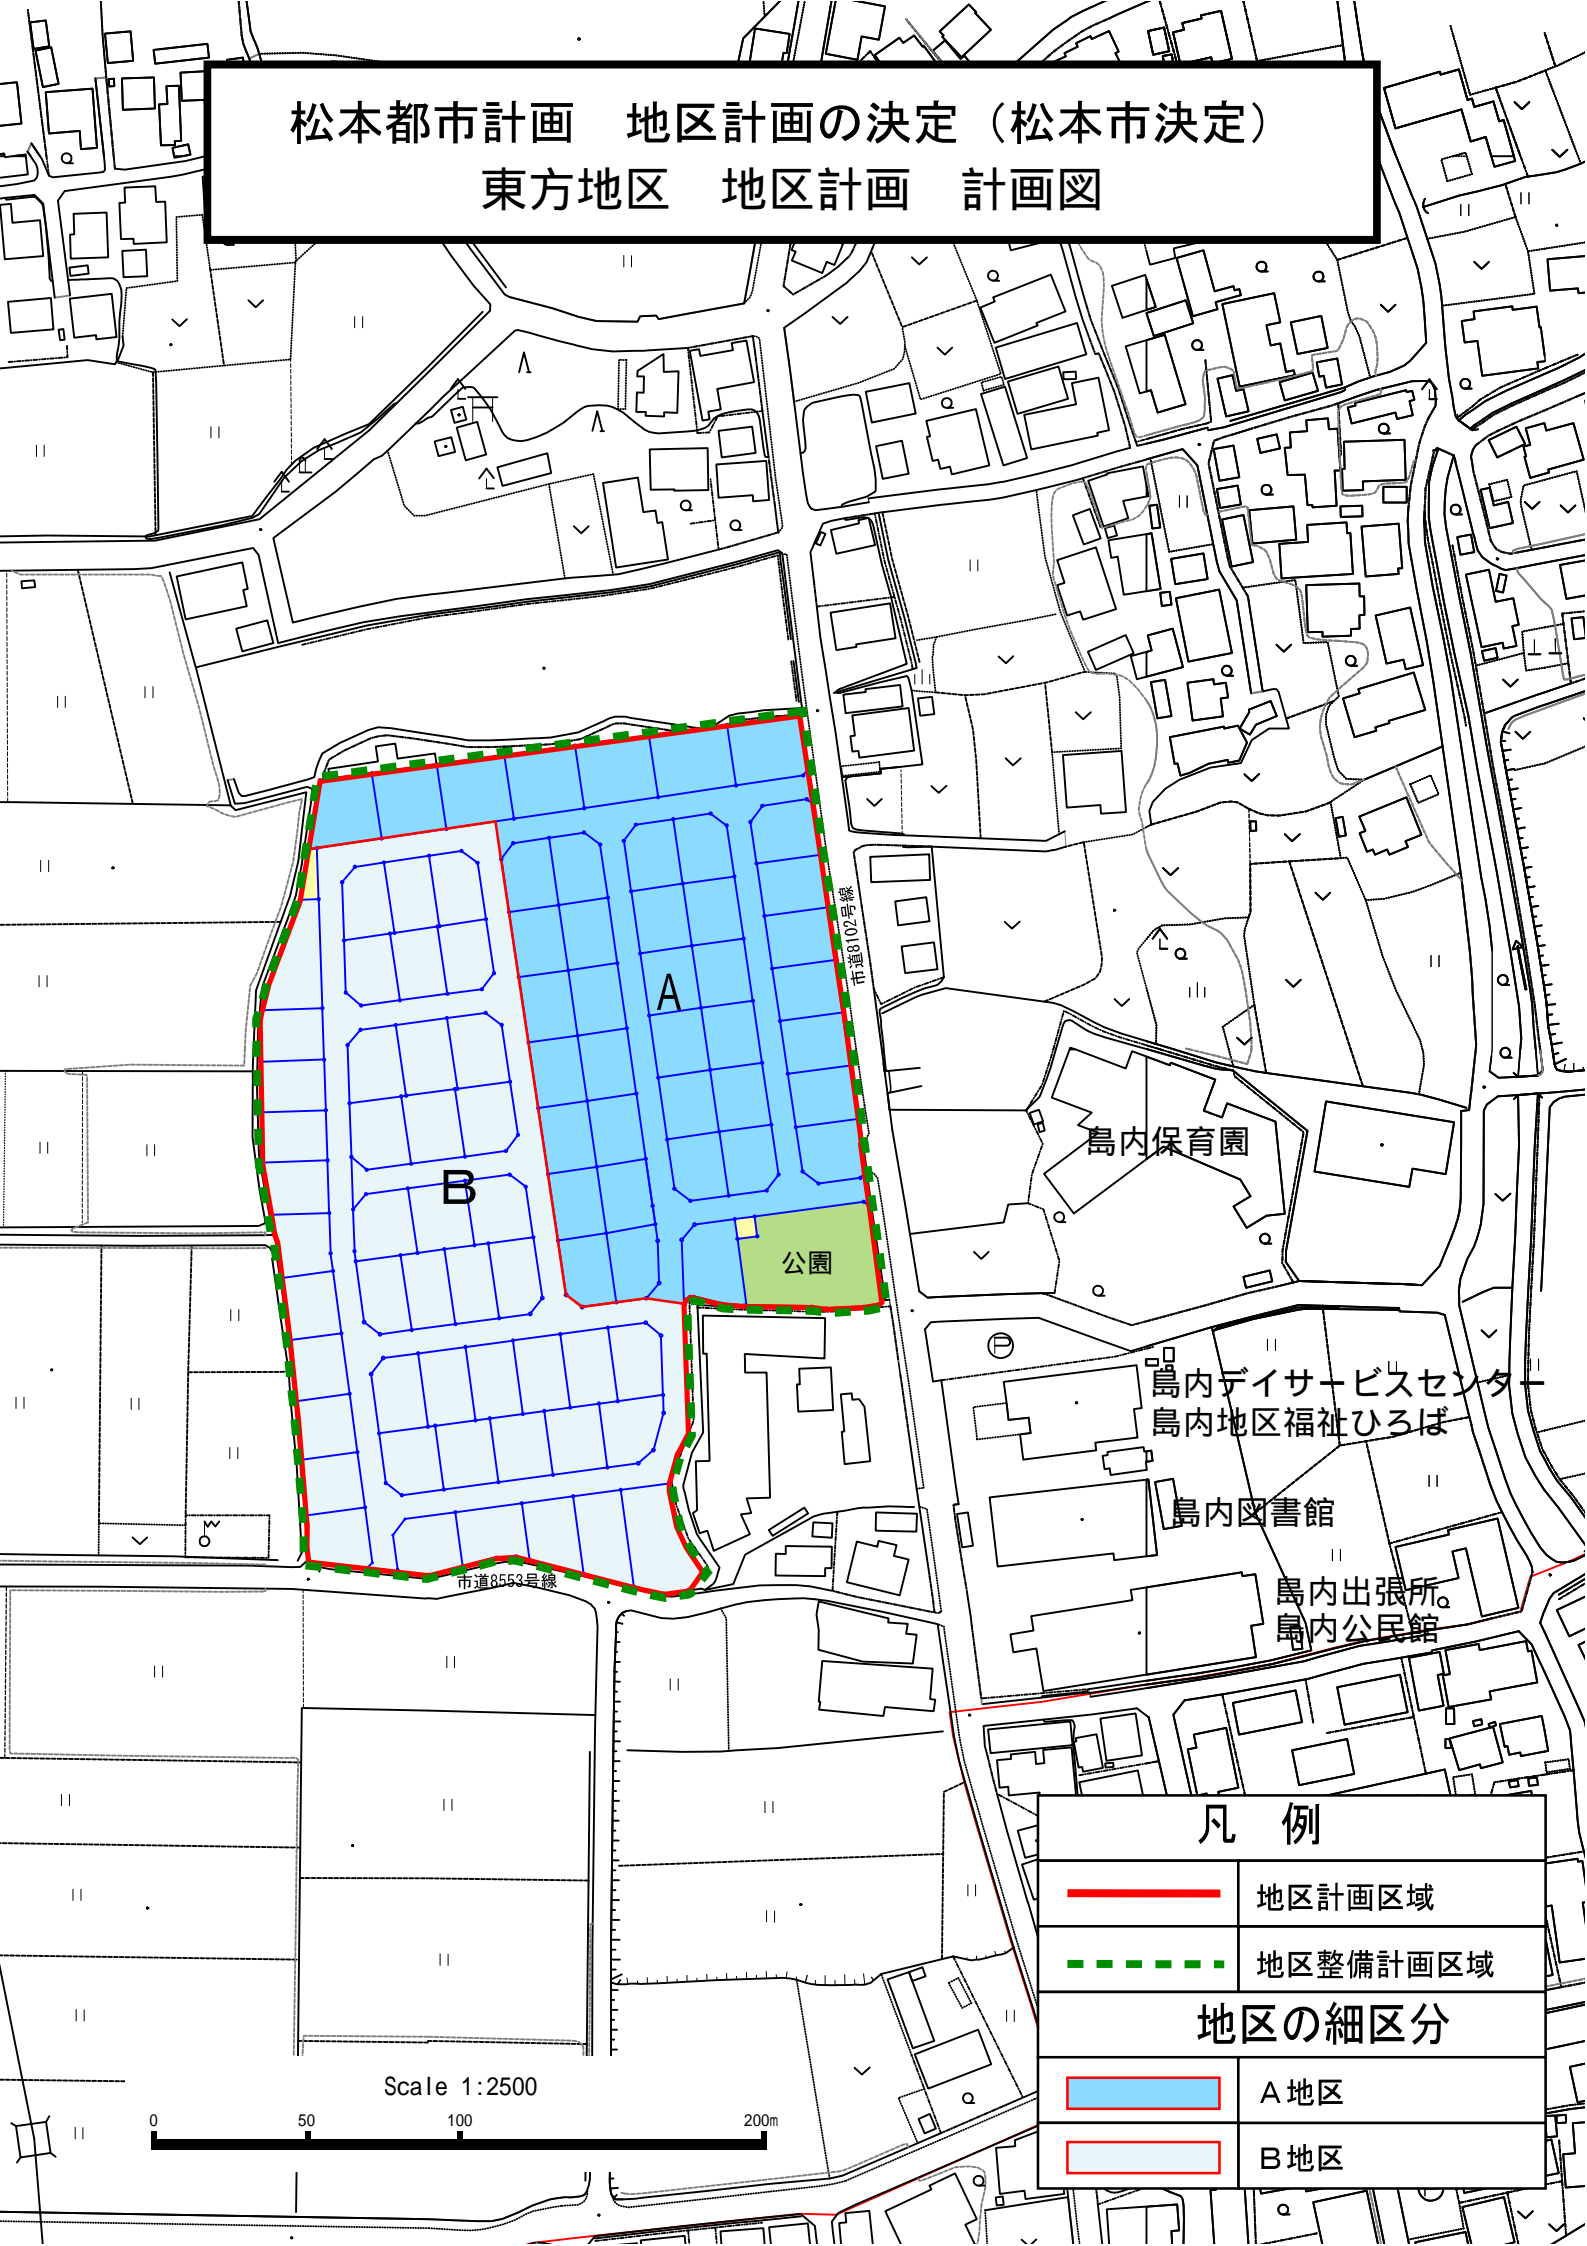 松本都市計画　地区計画の決定（松本市決定）
東方地区　地区計画　計画図
市道8102号線
A
B
公園
島内保育園
島内デイサービスセンター
島内地区福祉ひろば
島内図書館
島内出張所
島内公民館
市道8553号線
P
凡　例
地区計画区域
地区整備計画区域
地区の細区分
A地区
B地区
Scale 1:2500
0 50 100 200m